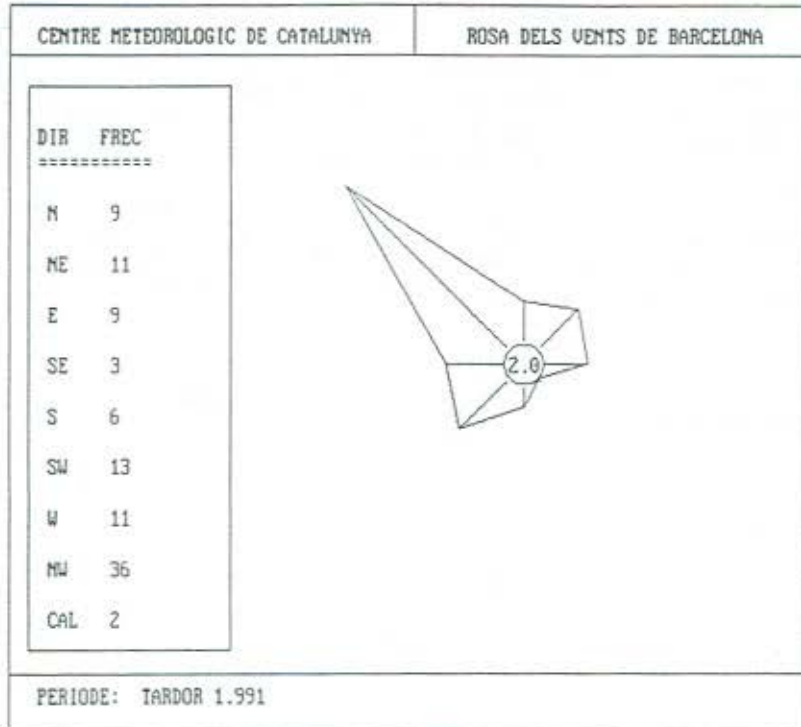 CENTRE METEOROLOGIC DE CATALUNYA
ROSA DELS VENTS DE BARCELONA
DIR FREC
===========
N 9
NE 11
E 9
SE 3
S 6
SW 13
W 11
NW 36
CAL 2
2.0
PERIODE: TARDOR 1.991